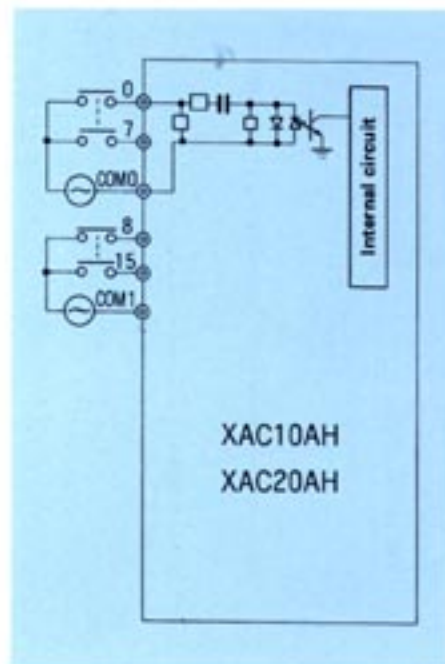 0
7
COM0
8
15
COM1
Internal circuit
XAC10AH
XAC20AH